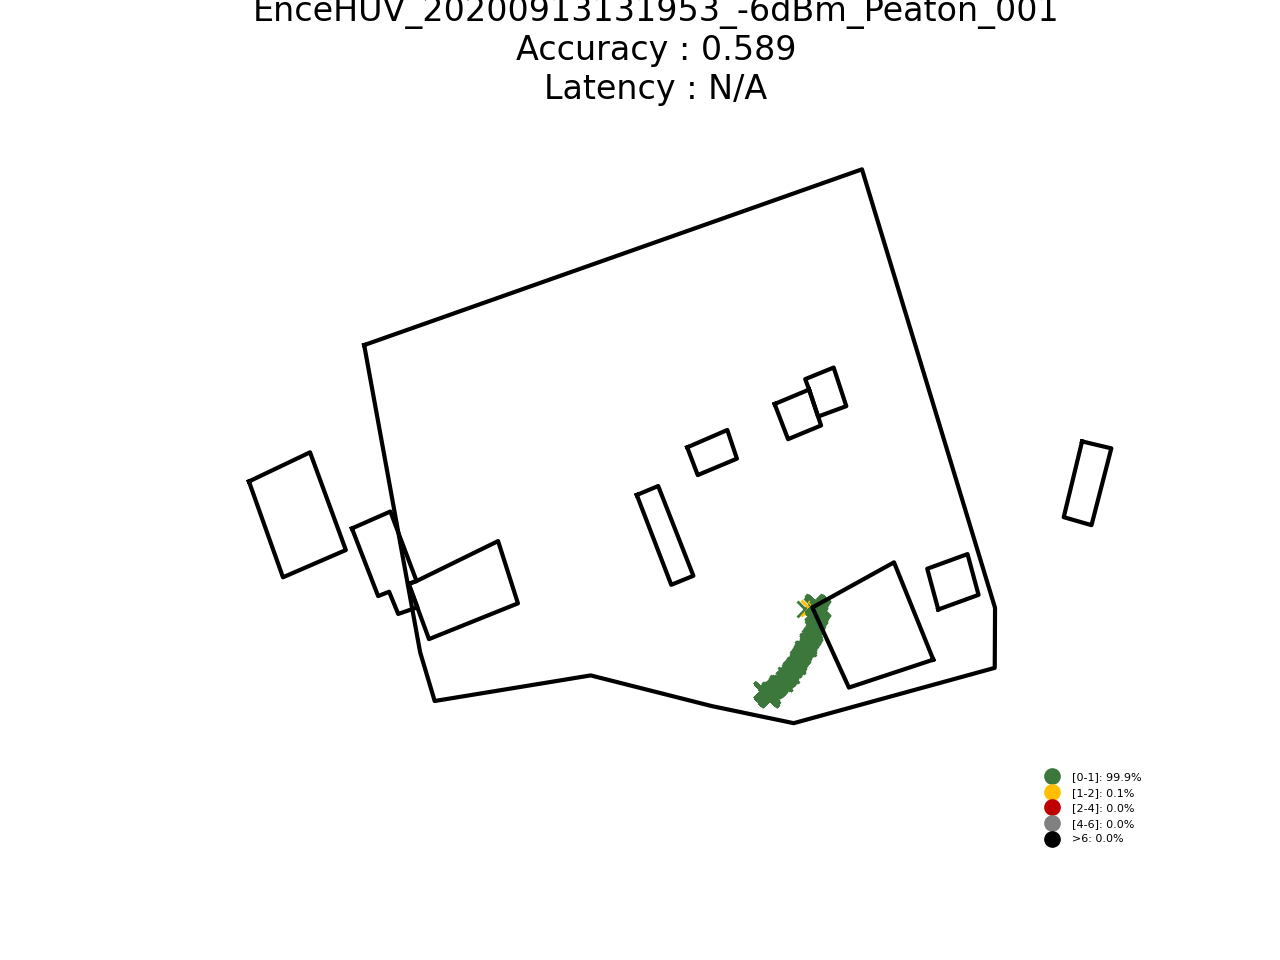 EnceHUV_20200913131953_-6dBm_Peaton_001
Accuracy : 0.589
Latency : N/A
[0-1]: 99.9%
[1-2]: 0.1%
[2-4]: 0.0%
[4-6]: 0.0%
>6: 0.0%